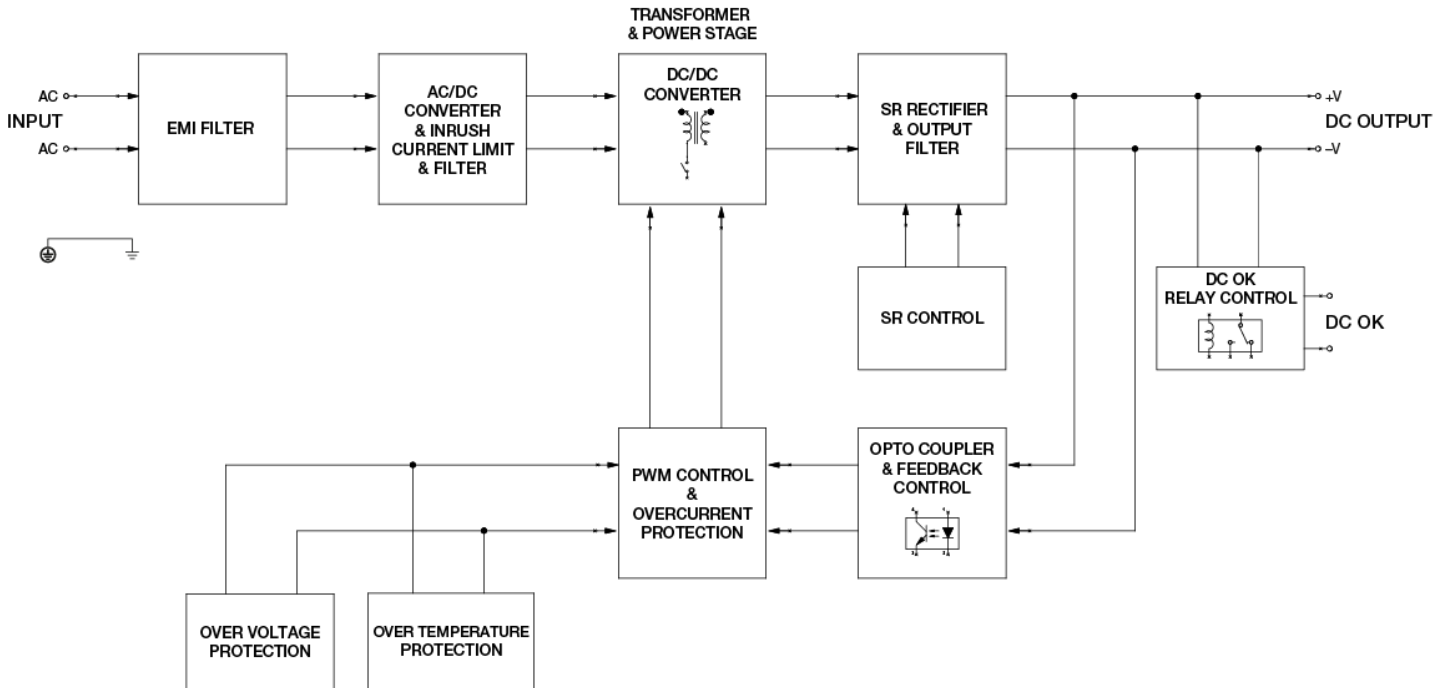 TRANSFORMER
& POWER STAGE
AC
INPUT
AC
EMI FILTER
AC/DC
CONVERTER
& INRUSH
CURRENT LIMIT
& FILTER
DC/DC
CONVERTER
SR RECTIFIER
& OUTPUT
FILTER
+V
DC OUTPUT
–V
SR CONTROL
DC OK
RELAY CONTROL
DC OK
PWM CONTROL
&
OVERCURRENT
PROTECTION
OPTO COUPLER
& FEEDBACK
CONTROL
OVER VOLTAGE
PROTECTION
OVER TEMPERATURE
PROTECTION